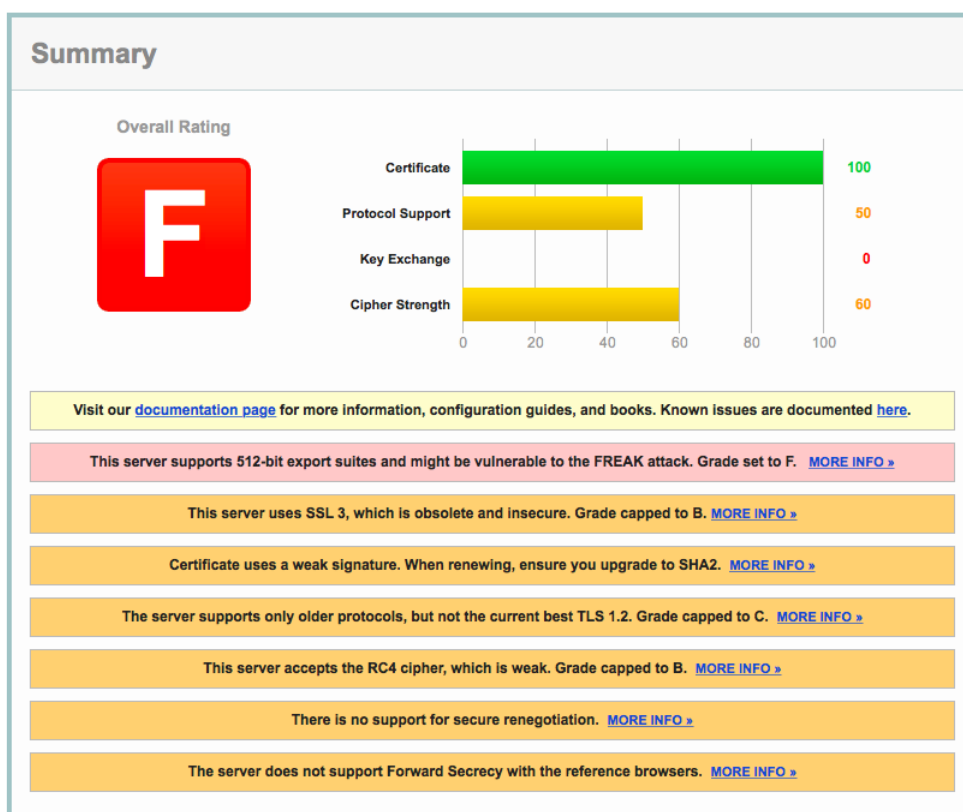 Summary
Overall Rating
F
Certificate 100
Protocol Support 50
Key Exchange 0
Cipher Strength 60
0 20 40 60 80 100
Visit our documentation page for more information, configuration guides, and books. Known issues are documented here.
This server supports 512-bit export suites and might be vulnerable to the FREAK attack. Grade set to F. MORE INFO »
This server uses SSL 3, which is obsolete and insecure. Grade capped to B. MORE INFO »
Certificate uses a weak signature. When renewing, ensure you upgrade to SHA2. MORE INFO »
The server supports only older protocols, but not the current best TLS 1.2. Grade capped to C. MORE INFO »
This server accepts the RC4 cipher, which is weak. Grade capped to B. MORE INFO »
There is no support for secure renegotiation. MORE INFO »
The server does not support Forward Secrecy with the reference browsers. MORE INFO »